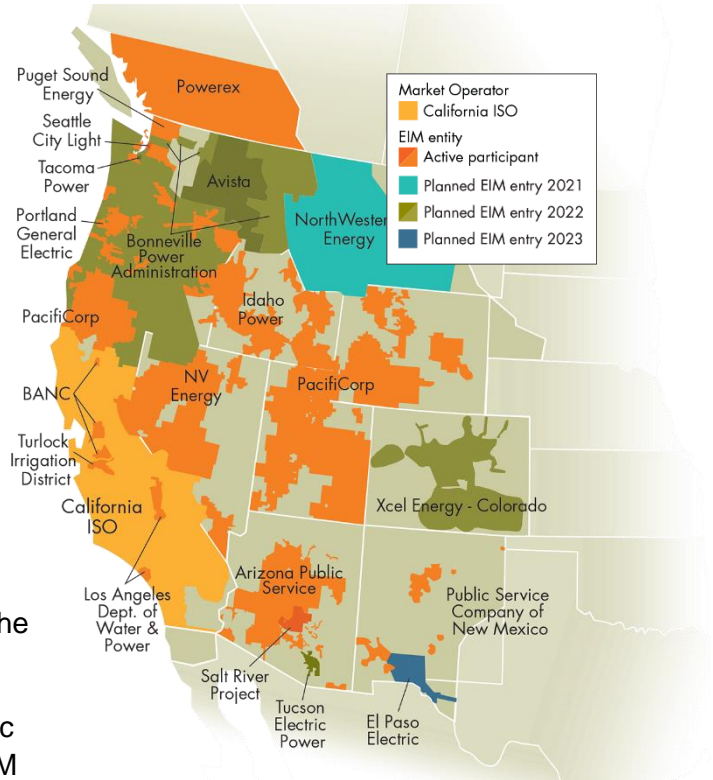 Puget Sound
Energy
Seattle
City Light
Tacoma
Power
Portland
General
Electric
PacifiCorp
BANC
Turlock
Irrigation
District
California
ISO
Los Angeles
Dept. of
Water &
Power
Powerex
Avista
Bonneville
Power
Administration
NorthWester
Energy
Idaho
Power
NV
Energy
PacifiCorp
Xcel Energy - Colorado
Arizona Public
Service
Salt River
Project
Tucson
Electric
Power
El Paso
Electric
Public Service
Company of
New Mexico
Market Operator
California ISO
EIM entity
Active participant
Planned EIM entry 2021
Planned EIM entry 2022
Planned EIM entry 2023
he
ic
M